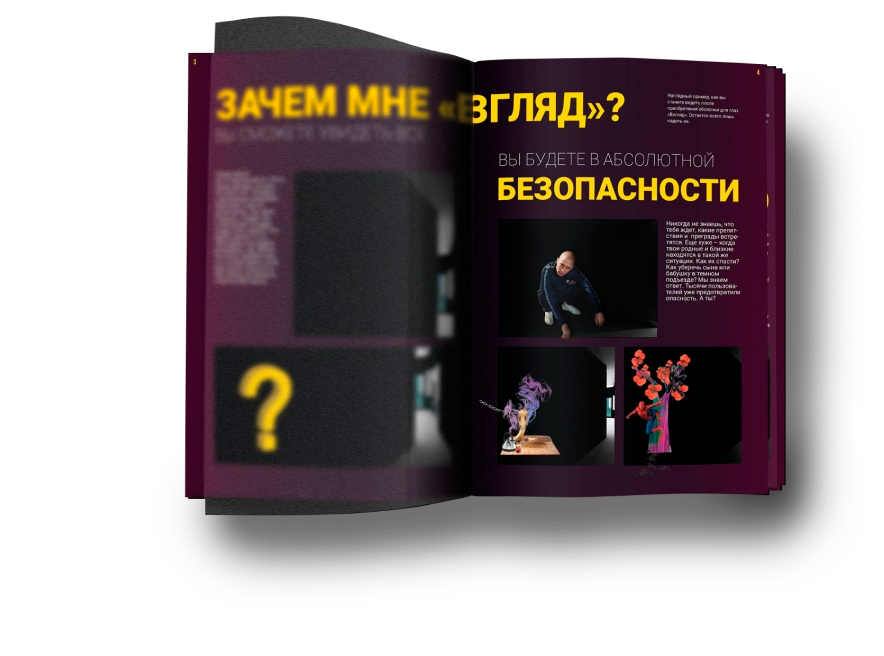 3
4
ЗАЧЕМ МНЕ «ВЗГЛЯД»?
Наглядный пример, как вы
станете видеть после
приобретения оболочки для глаз
«Взгляд». Остается всего лишь
надеть ее.
ВЫ СМОЖЕТЕ УВИДЕТЬ ВСЕ
ВЫ БУДЕТЕ В АБСОЛЮТНОЙ
БЕЗОПАСНОСТИ
Никогда не знаешь, что
тебя ждет, какие препят-
ствия и преграды встре-
тятся. Еще хуже – когда
твои родные и близкие
находятся в такой же
ситуации. Как их спасти?
Как уберечь сына или
бабушку в темном
подъезде? Мы знаем
ответ. Тысячи пользова-
телей уже предотвратили
опасность. А ты?
?